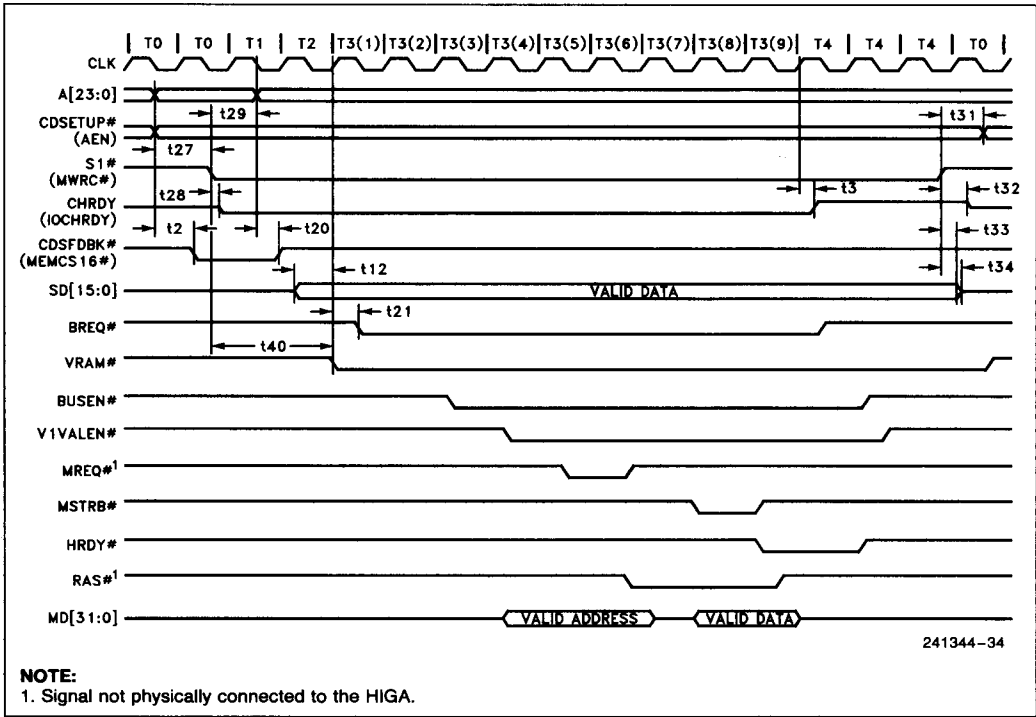 T0 T0 T1 T2 T3(1) T3(2) T3(3) T3(4) T3(5) T3(6) T3(7) T3(8) T3(9) T4 T4 T4 T0
CLK
A[23:0]
t29
t31
CDSETUP#
(AEN)
t27
S1#
(MWRC#)
t28
t3
t32
CHRDY
(IOCHRDY)
t2
t20
t33
CDSFDBK#
(MEMCS16#)
t12
t34
SD[15:0]
VALID DATA
t21
BREQ#
t40
VRAM#
BUSEN#
V1VALEN#
MREQ#1
MSTRB#
HRDY#
RAS#1
MD[31:0]
VALID ADDRESS
VALID DATA
241344-34
NOTE:
1. Signal not physically connected to the HIGA.